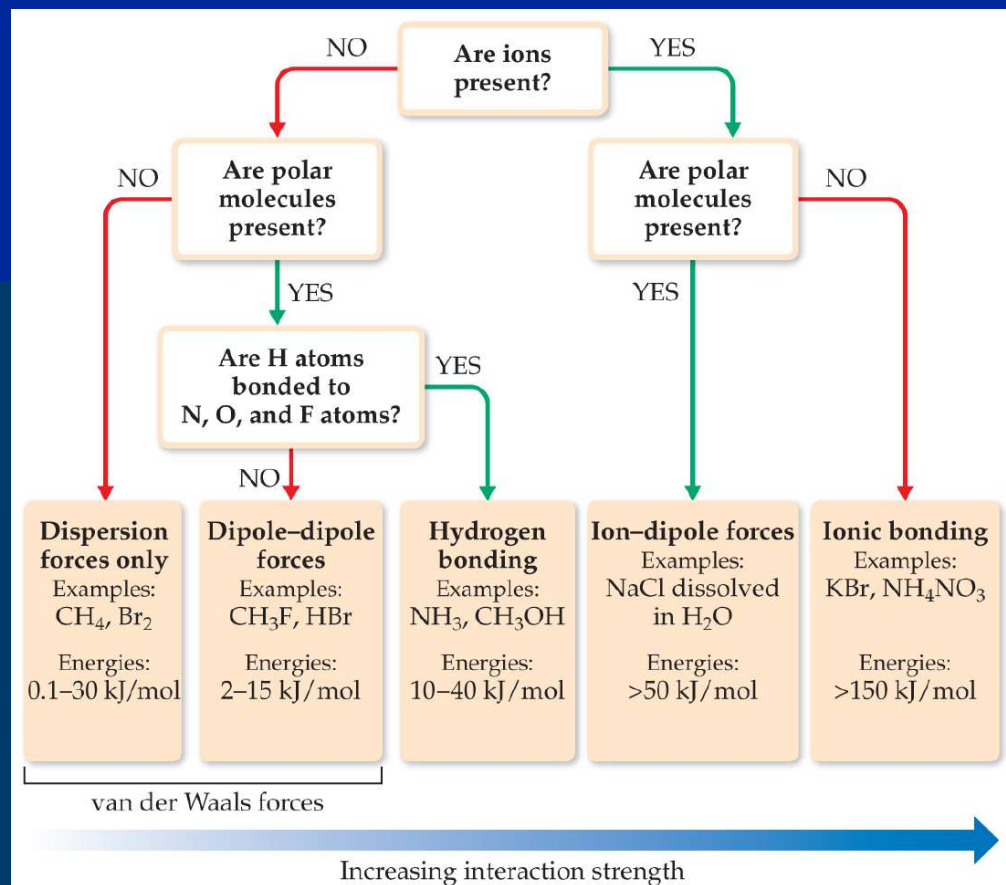 NO
Are ions
present?
YES
NO
Are polar
molecules
present?
Are polar
molecules
present?
NO
YES
YES
Are H atoms
bonded to
N, O, and F atoms?
YES
NO
Dispersion
forces only
Examples:
CH₄, Br₂
Energies:
0.1–30 kJ/mol
Dipole–dipole
forces
Examples:
CH₃F, HBr
Energies:
2–15 kJ/mol
Hydrogen
bonding
Examples:
NH₃, CH₃OH
Energies:
10–40 kJ/mol
Ion–dipole forces
Examples:
NaCl dissolved
in H₂O
Energies:
>50 kJ/mol
Ionic bonding
Examples:
KBr, NH₄NO₃
Energies:
>150 kJ/mol
van der Waals forces
Increasing interaction strength